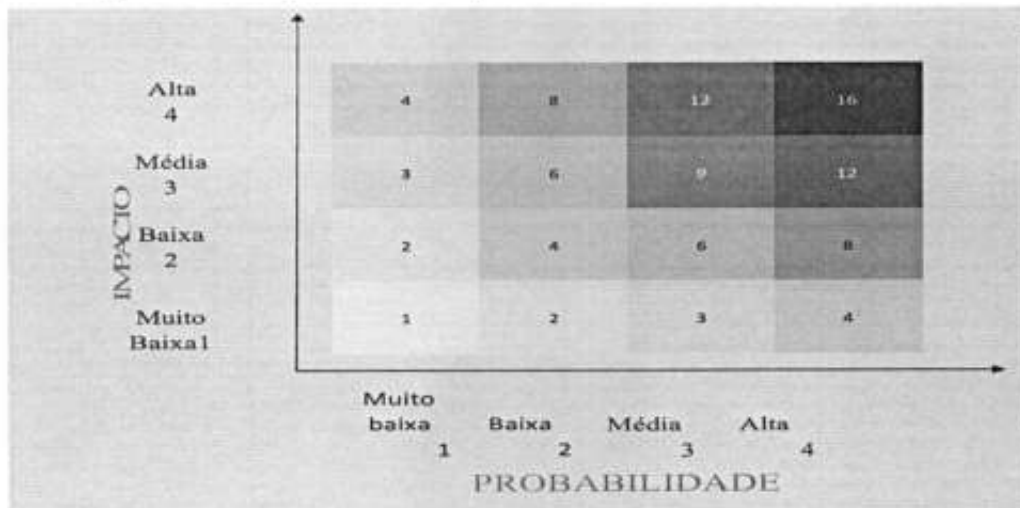 Alta
4
4 8 12 16
Média
3
3 6 9 12
IMPACTO
Baixa
2
2 4 6 8
Muito
Baixa1
1 2 3 4
Muito
baixa Baixa Média Alta
1 2 3 4
PROBABILIDADE